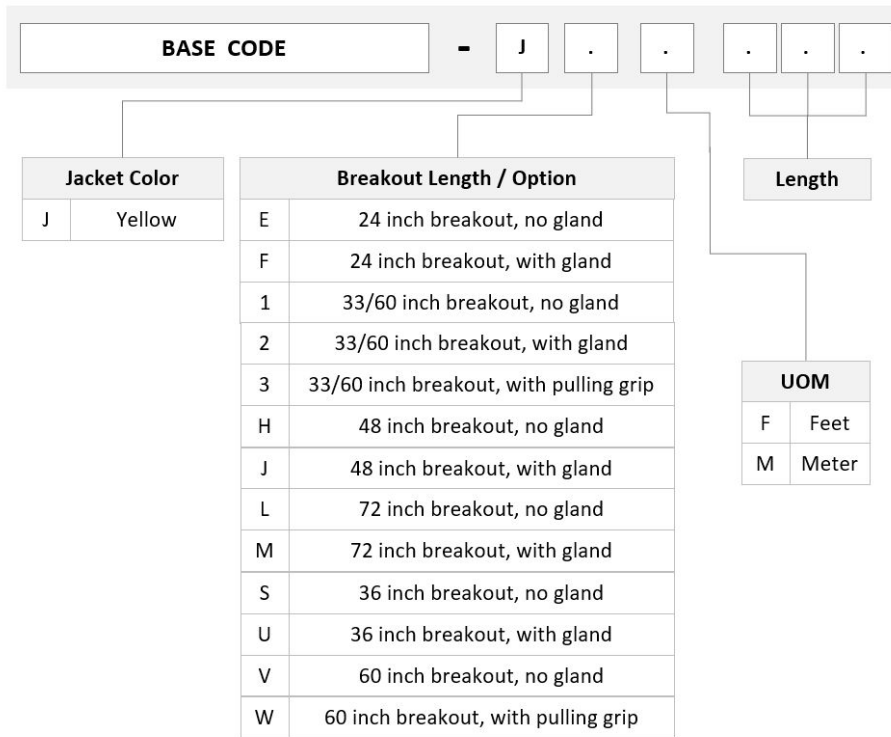 BASE CODE - J . . . . .
Jacket Color
J Yellow
Breakout Length / Option
E 24 inch breakout, no gland
F 24 inch breakout, with gland
1 33/60 inch breakout, no gland
2 33/60 inch breakout, with gland
3 33/60 inch breakout, with pulling grip
H 48 inch breakout, no gland
J 48 inch breakout, with gland
L 72 inch breakout, no gland
M 72 inch breakout, with gland
S 36 inch breakout, no gland
U 36 inch breakout, with gland
V 60 inch breakout, no gland
W 60 inch breakout, with pulling grip
Length
UOM
F Feet
M Meter